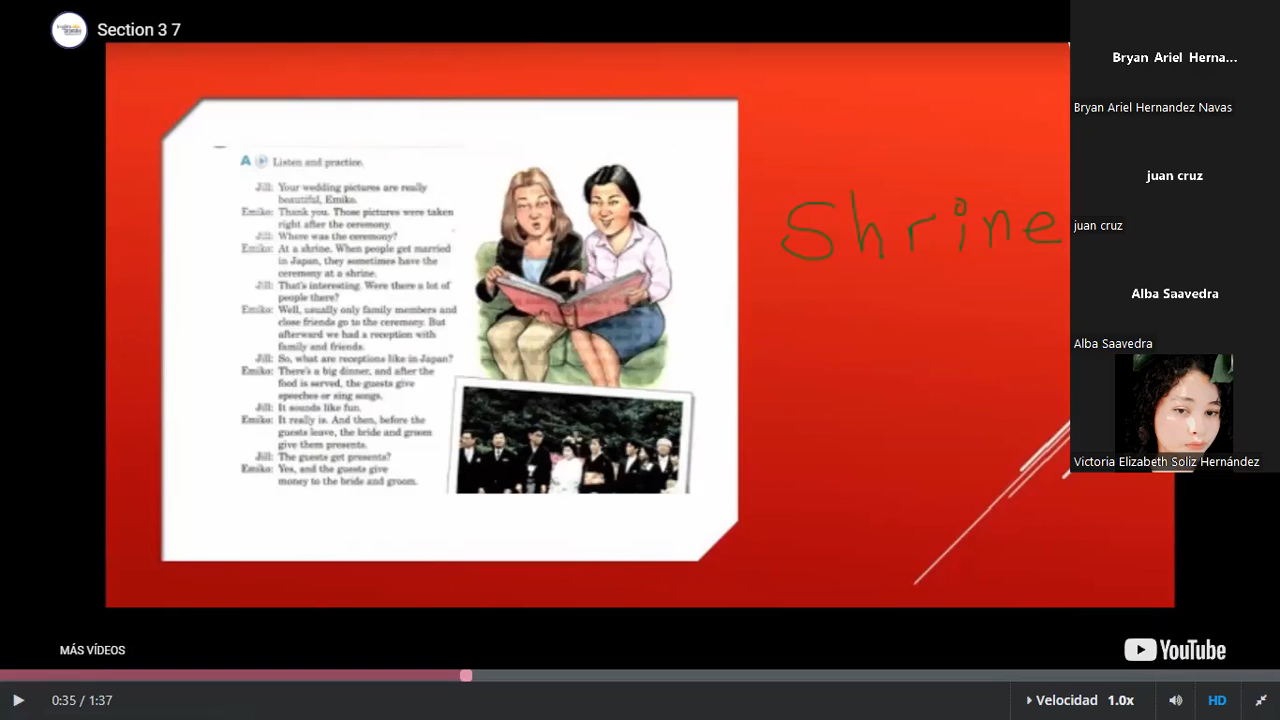 Section 3 7
A Listen and practice.
Jill: Your wedding pictures are really
beautiful, Emiko.
Emiko: Thank you. Those pictures were taken
right after the ceremony.
Jill: Where was the ceremony?
Emiko: At a shrine. When people get married
in Japan, they sometimes have the
ceremony at a shrine.
Jill: That's interesting. Were there a lot of
people there?
Emiko: Well, usually only family members and
close friends go to the ceremony. But
afterward we had a reception with
family and friends.
Jill: So, what are receptions like in Japan?
Emiko: There's a big dinner, and after the
food is served, the guests give
speeches or sing songs.
Jill: It sounds like fun.
Emiko: It really is. And then, before the
guests leave, the bride and groom
give them presents.
Jill: The guests get presents?
Emiko: Yes, and the guests give
money to the bride and groom.
Shrine
Bryan Ariel Herna...
Bryan Ariel Hernandez Navas
juan cruz
juan cruz
Alba Saavedra
Alba Saavedra
Vitoria Elizabeth Soliz Hernandez
MÁS VÍDEOS
YouTube
0:35 / 1:37
Velocidad 1.0x
HD